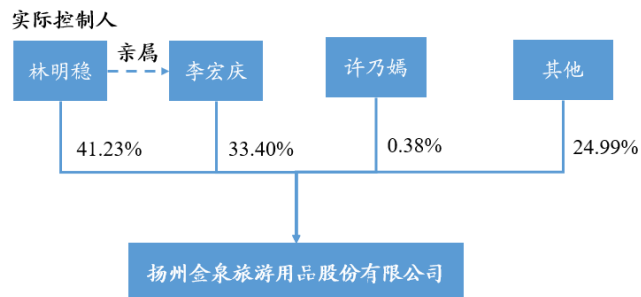 实际控制人
亲属
林明稳
李宏庆
许乃嫣
其他
41.23%
33.40%
0.38%
24.99%
扬州金泉旅游用品股份有限公司